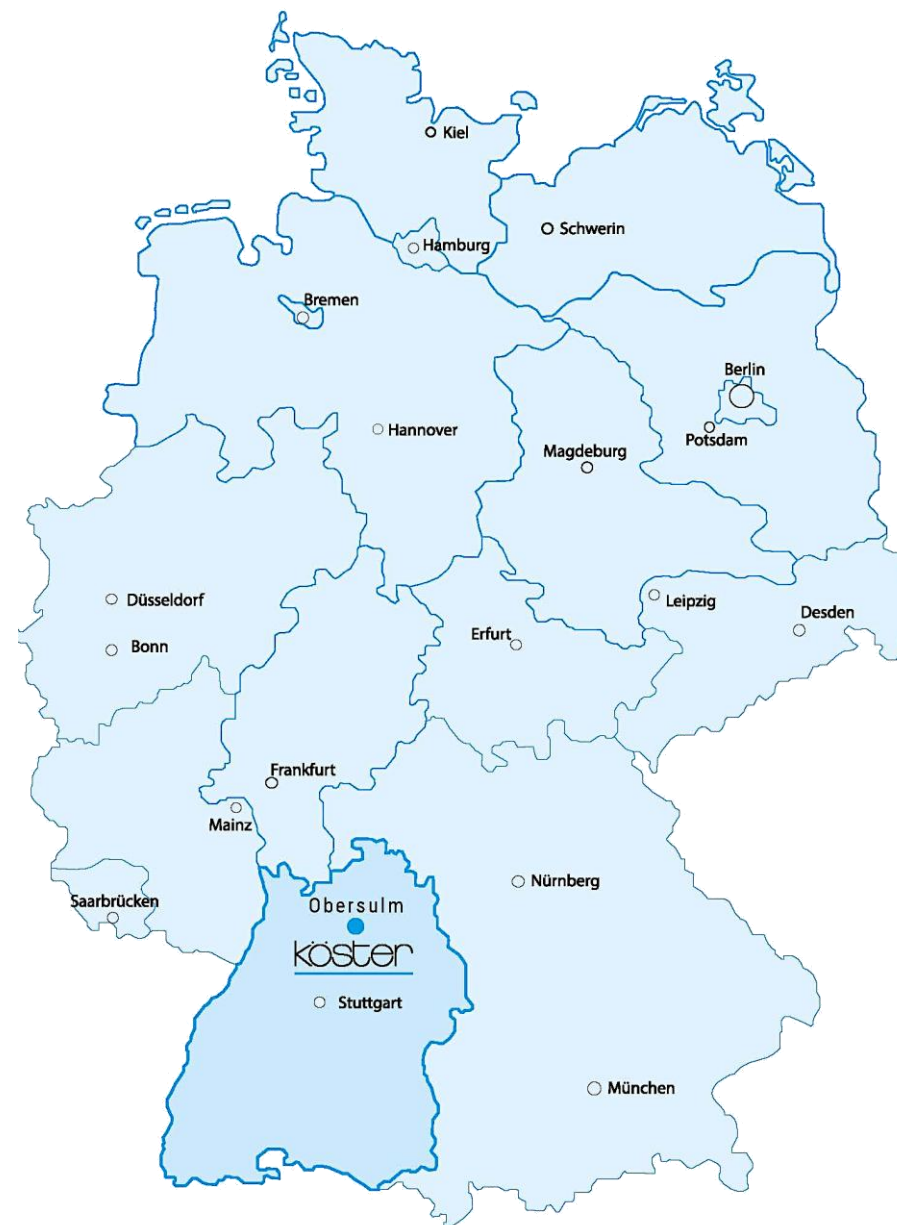 Kiel
Schwerin
Hamburg
Bremen
Berlin
Hannover
Potsdam
Magdeburg
Düsseldorf
Leipzig
Desden
Bonn
Erfurt
Frankfurt
Mainz
Nürnberg
Saarbrücken
Obersulm
köster
Stuttgart
München